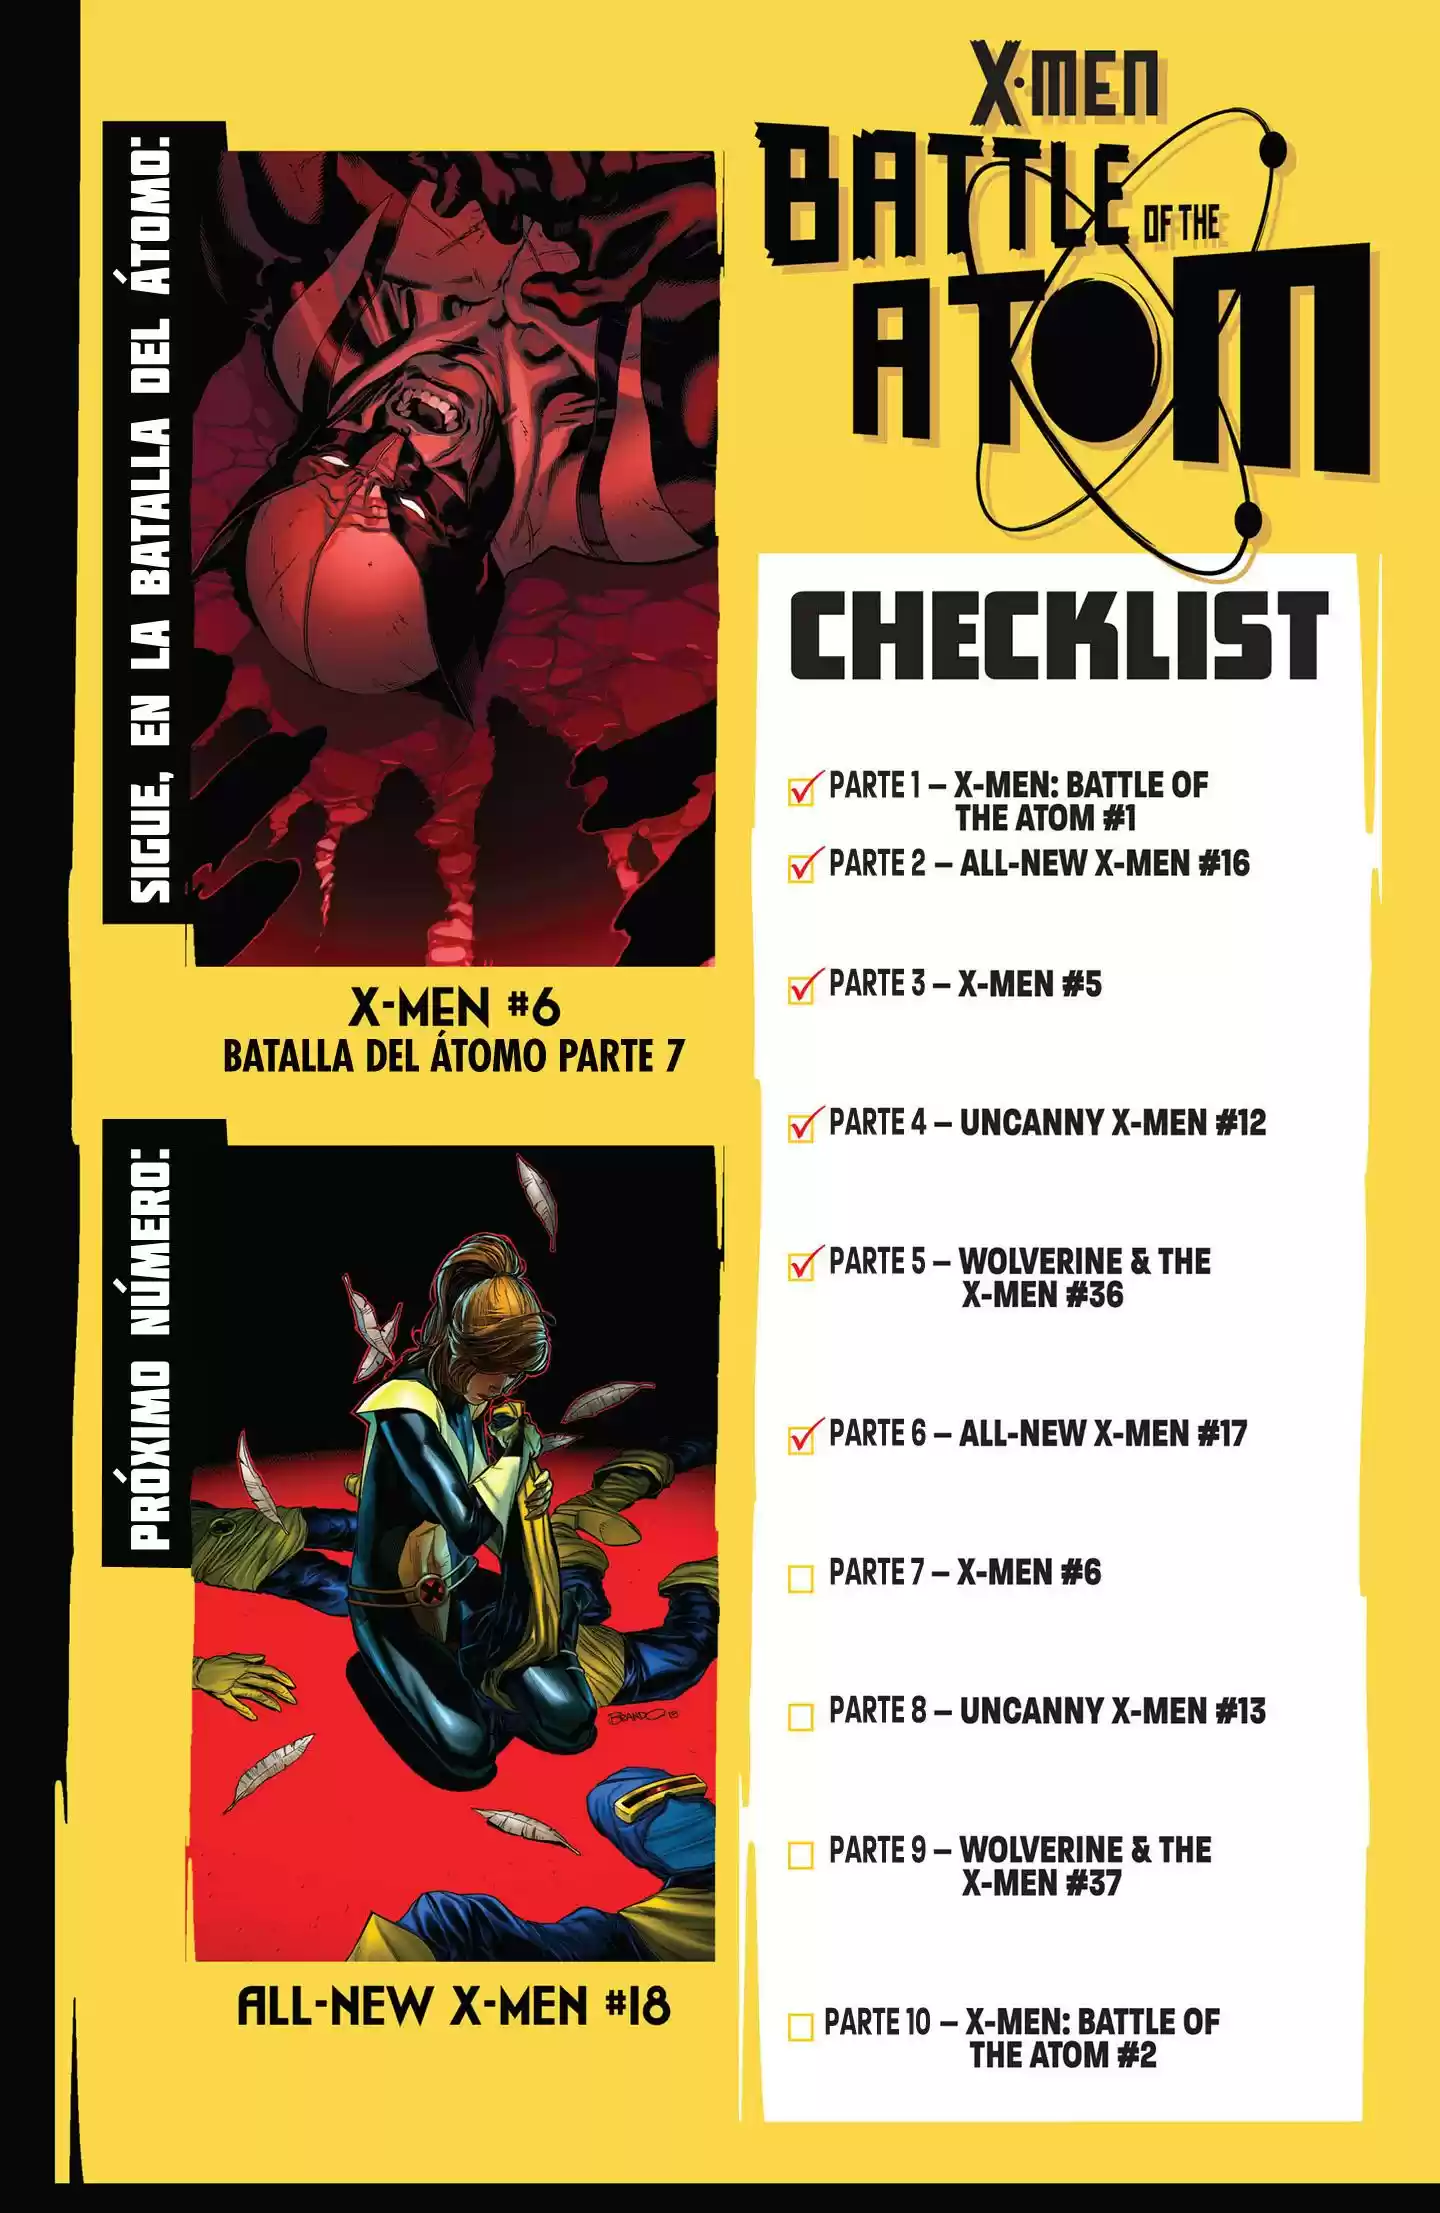 SIGUE, EN LA BATALLA DEL ÁTOMO:
X-MEN #6
BATALLA DEL ÁTOMO PARTE 7
PRÓXIMO NÚMERO:
BRANDO 13
ALL-NEW X-MEN #18
X-MEN
BATTLE
OF THE
ATOM
CHECKLIST
PARTE 1 – X-MEN: BATTLE OF
THE ATOM #1
PARTE 2 – ALL-NEW X-MEN #16
PARTE 3 – X-MEN #5
PARTE 4 – UNCANNY X-MEN #12
PARTE 5 – WOLVERINE & THE
X-MEN #36
PARTE 6 – ALL-NEW X-MEN #17
PARTE 7 – X-MEN #6
PARTE 8 – UNCANNY X-MEN #13
PARTE 9 – WOLVERINE & THE
X-MEN #37
PARTE 10 – X-MEN: BATTLE OF
THE ATOM #2